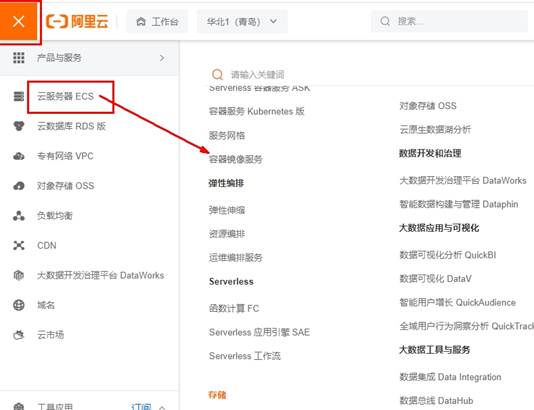 阿里云
工作台
华北1（青岛）
搜索...
产品与服务
云服务器 ECS
云数据库 RDS 版
专有网络 VPC
对象存储 OSS
负载均衡
CDN
大数据开发治理平台 DataWorks
域名
云市场
工具应用
订阅
请输入关键词
Serverless 容器服务 ASK
容器服务 Kubernetes 版
服务网格
容器镜像服务
弹性编排
弹性伸缩
资源编排
运维编排服务
Serverless
函数计算 FC
Serverless 应用引擎 SAE
Serverless 工作流
存储
对象存储 OSS
云原生数据湖分析
数据开发和治理
大数据开发治理平台 DataWorks
智能数据构建与管理 Dataphin
大数据应用与可视化
数据可视化分析 QuickBI
数据可视化 DataV
智能用户增长 QuickAudience
全域用户行为洞察分析 QuickTrack
大数据工具与服务
数据集成 Data Integration
数据总线 DataHub